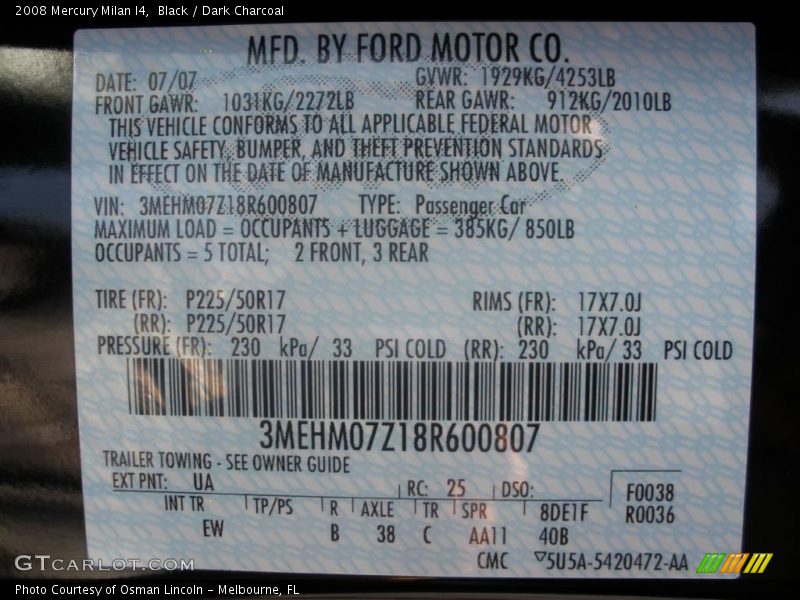 2008 Mercury Milan I4, Black / Dark Charcoal
MFD. BY FORD MOTOR CO.
DATE: 07/07 GVWR: 1929KG/4253LB
FRONT GAWR: 1031KG/2272LB REAR GAWR: 912KG/2010LB
THIS VEHICLE CONFORMS TO ALL APPLICABLE FEDERAL MOTOR
VEHICLE SAFETY, BUMPER, AND THEFT PREVENTION STANDARDS
IN EFFECT ON THE DATE OF MANUFACTURE SHOWN ABOVE.
VIN: 3MEHM07Z18R600807 TYPE: Passenger Car
MAXIMUM LOAD = OCCUPANTS + LUGGAGE = 385KG/ 850LB
OCCUPANTS = 5 TOTAL; 2 FRONT, 3 REAR
TIRE (FR): P225/50R17 RIMS (FR): 17X7.0J
(RR): P225/50R17 (RR): 17X7.0J
PRESSURE (FR): 230 kPa/ 33 PSI COLD (RR): 230 kPa/ 33 PSI COLD
3MEHM07Z18R600807
TRAILER TOWING - SEE OWNER GUIDE
EXT PNT: UA RC: 25 DSO: F0038
INT TR TP/PS R AXLE TR SPR 8DE1F R0036
EW B 38 C AA11 40B
CMC ▽5U5A-5420472-AA
GTCARLOT.COM
Photo Courtesy of Osman Lincoln – Melbourne, FL